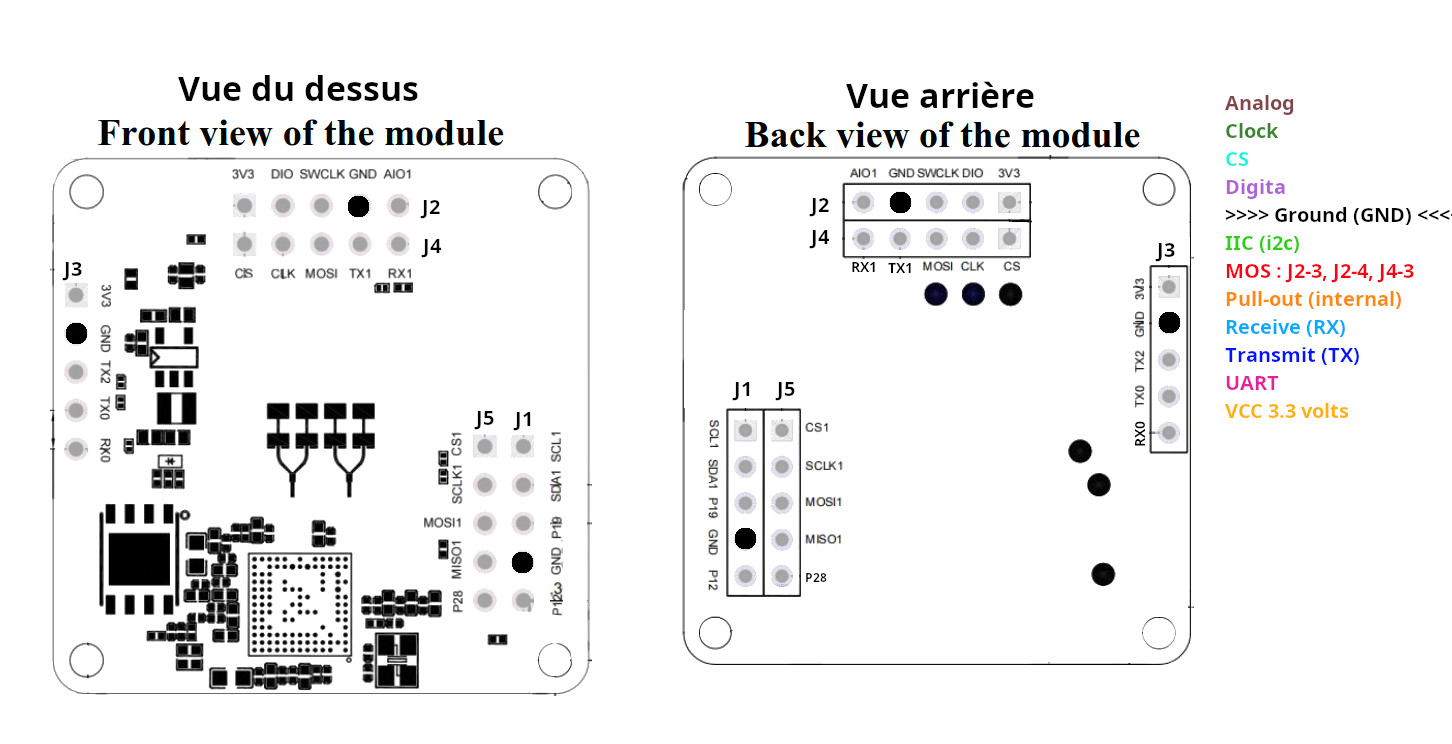 Vue du dessus
Front view of the module
3V3 DIO SWCLK GND AIO1
J2
J4
CS CLK MOSI TX1 RX1
J3
3V3
GND
TX2
TX0
RX0
J5 J1
CS1 SCL1
SCLK1 SDA1
MOSI1 P19
MISO1 GND
P28
Vue arrière
Back view of the module
AIO1 GND SWCLK DIO 3V3
J2
J4
RX1 TX1 MOSI CLK CS
J3
3V3
GND
TX2
TX0
RX0
J1 J5
SCL1 CS1
SDA1 SCLK1
P19 MOSI1
GND MISO1
P12 P28
Analog
Clock
CS
Digita
>>>> Ground (GND) <<<
IIC (i2c)
MOS : J2-3, J2-4, J4-3
Pull-out (internal)
Receive (RX)
Transmit (TX)
UART
VCC 3.3 volts